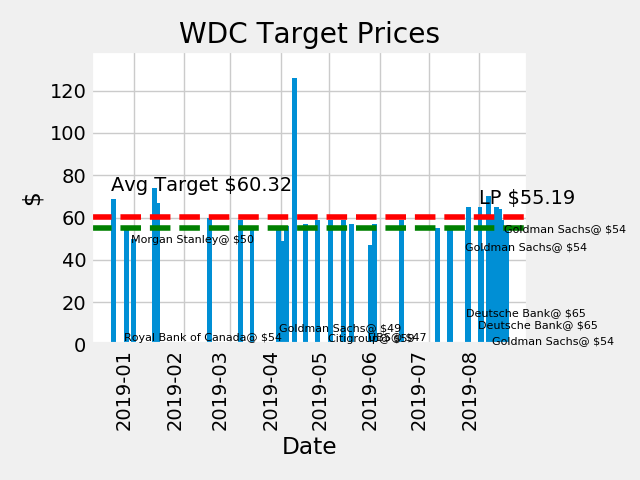 WDC Target Prices
120
100
80
60
40
20
0
$
Avg Target $60.32
LP $55.19
Goldman Sachs@ $54
Morgan Stanley@ $50
Goldman Sachs@ $54
Deutsche Bank@ $65
Goldman Sachs@ $49
Deutsche Bank@ $65
Royal Bank of Canada@ $54
Citigroup@ $59
$47
Goldman Sachs@ $54
2019-01
2019-02
2019-03
2019-04
2019-05
2019-06
2019-07
2019-08
Date